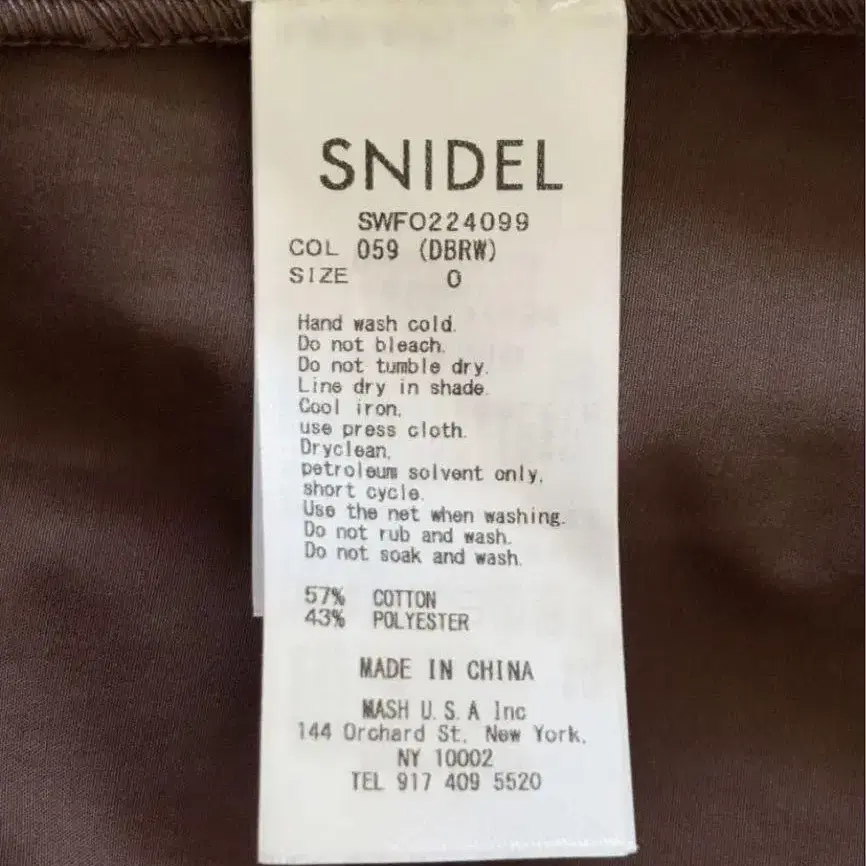 SNIDEL
SWFO224099
COL 059 (DBRW)
SIZE 0
Hand wash cold.
Do not bleach.
Do not tumble dry.
Line dry in shade.
Cool iron,
use press cloth.
Dryclean,
petroleum solvent only,
short cycle.
Use the net when washing.
Do not rub and wash.
Do not soak and wash.
57% COTTON
43% POLYESTER
MADE IN CHINA
MASH U.S.A Inc
144 Orchard St. New York,
NY 10002
TEL 917 409 5520